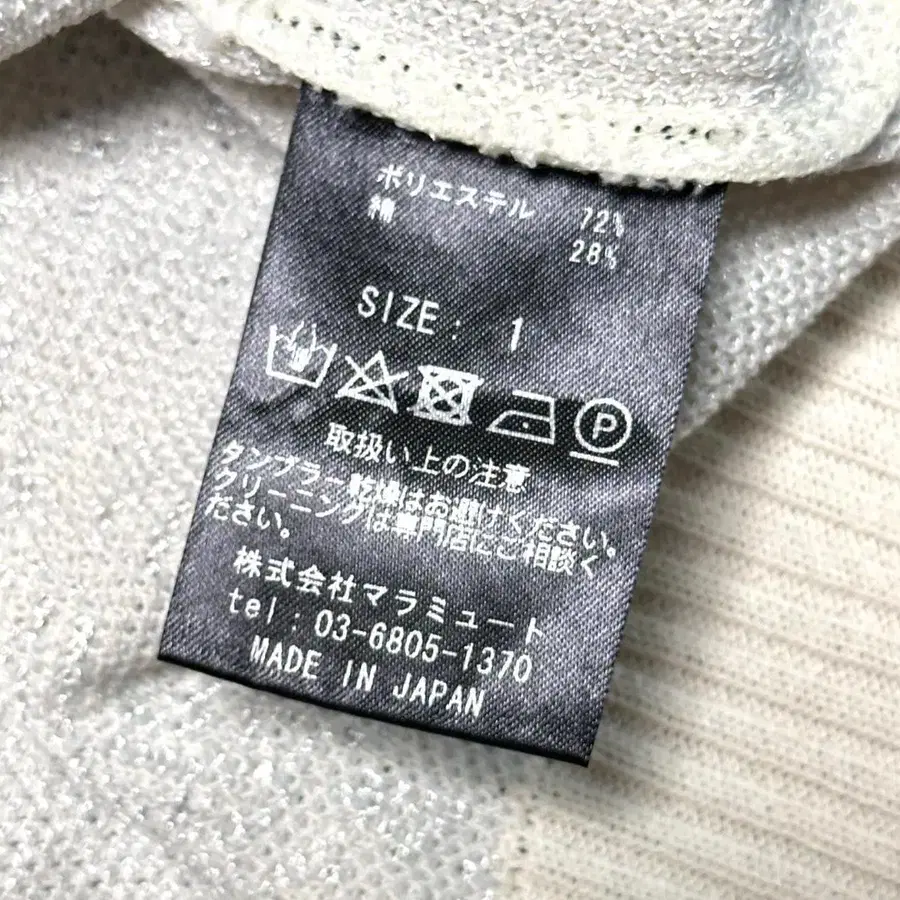 ポリエステル 72%
綿 28%
SIZE: 1
P
取扱い上の注意
タンブラー乾燥はお避けください。
クリーニングは専門店にご相談く
ださい。
株式会社マラミュート
tel:03-6805-1370
MADE IN JAPAN